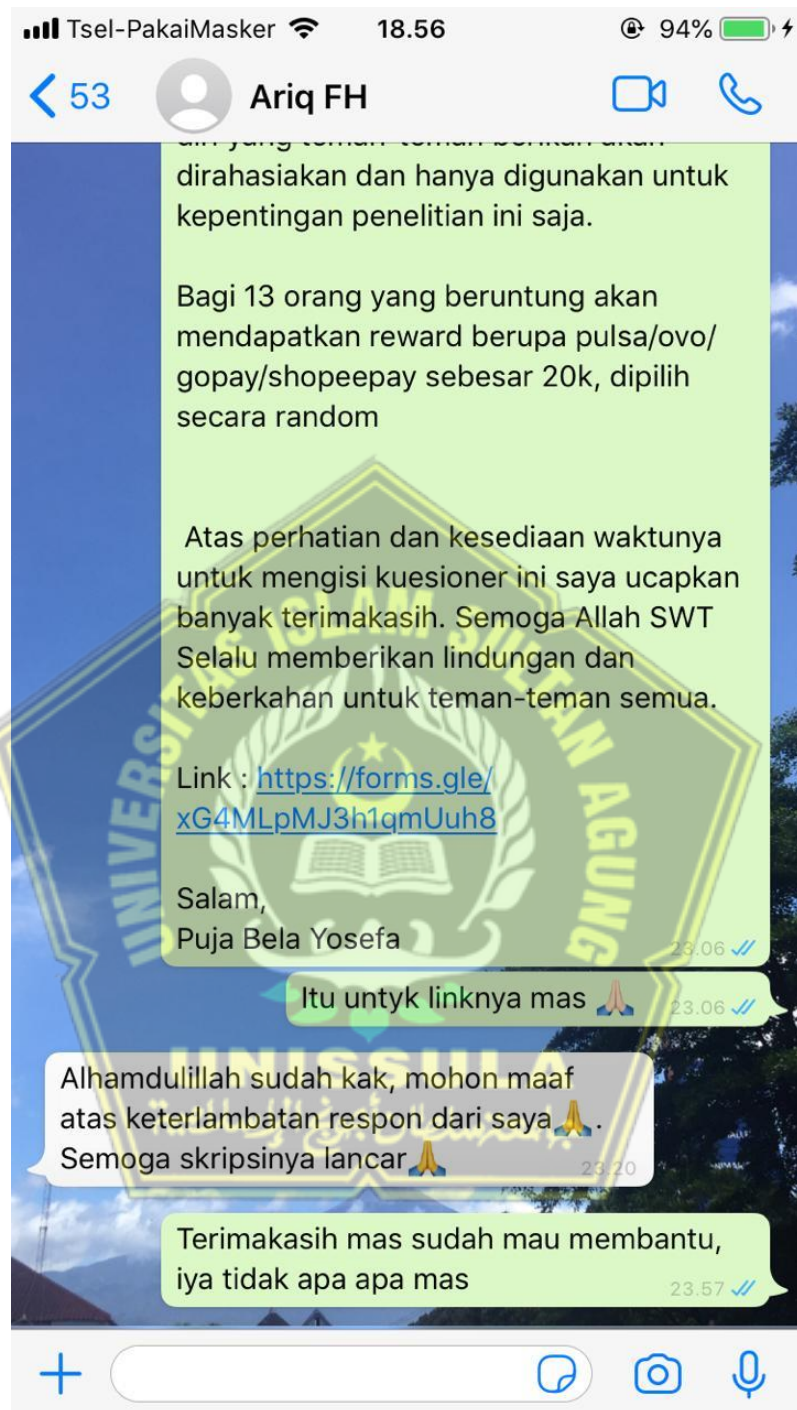 Tsel-PakaiMasker 18.56 94%
53 Ariq FH
dirahasiakan dan hanya digunakan untuk
kepentingan penelitian ini saja.
Bagi 13 orang yang beruntung akan
mendapatkan reward berupa pulsa/ovo/
gopay/shopeepay sebesar 20k, dipilih
secara random
Atas perhatian dan kesediaan waktunya
untuk mengisi kuesioner ini saya ucapkan
banyak terimakasih. Semoga Allah SWT
Selalu memberikan lindungan dan
keberkahan untuk teman-teman semua.
Link : https://forms.gle/
xG4MLpMJ3h1qmUuh8
Salam,
Puja Bela Yosefa
23.06
Itu untyk linknya mas 🙏🏼 23.06
Alhamdulillah sudah kak, mohon maaf
atas keterlambatan respon dari saya🙏.
Semoga skripsinya lancar🙏 23.20
Terimakasih mas sudah mau membantu,
iya tidak apa apa mas 23.57
UNIVERSITAS ISLAM SULTAN AGUNG
UNISSULA